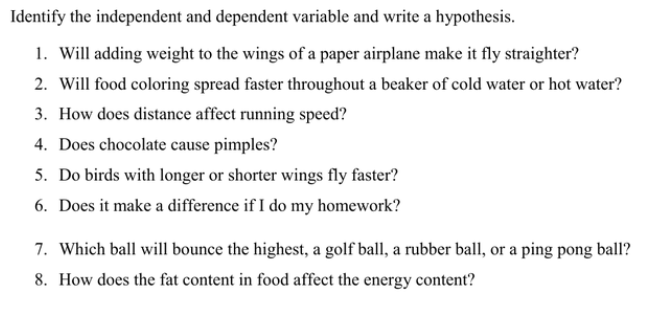 Identify the independent and dependent variable and write a hypothesis.
1. Will adding weight to the wings of a paper airplane make it fly straighter?
2. Will food coloring spread faster throughout a beaker of cold water or hot water?
3. How does distance affect running speed?
4. Does chocolate cause pimples?
5. Do birds with longer or shorter wings fly faster?
6. Does it make a difference if I do my homework?
7. Which ball will bounce the highest, a golf ball, a rubber ball, or a ping pong ball?
8. How does the fat content in food affect the energy content?